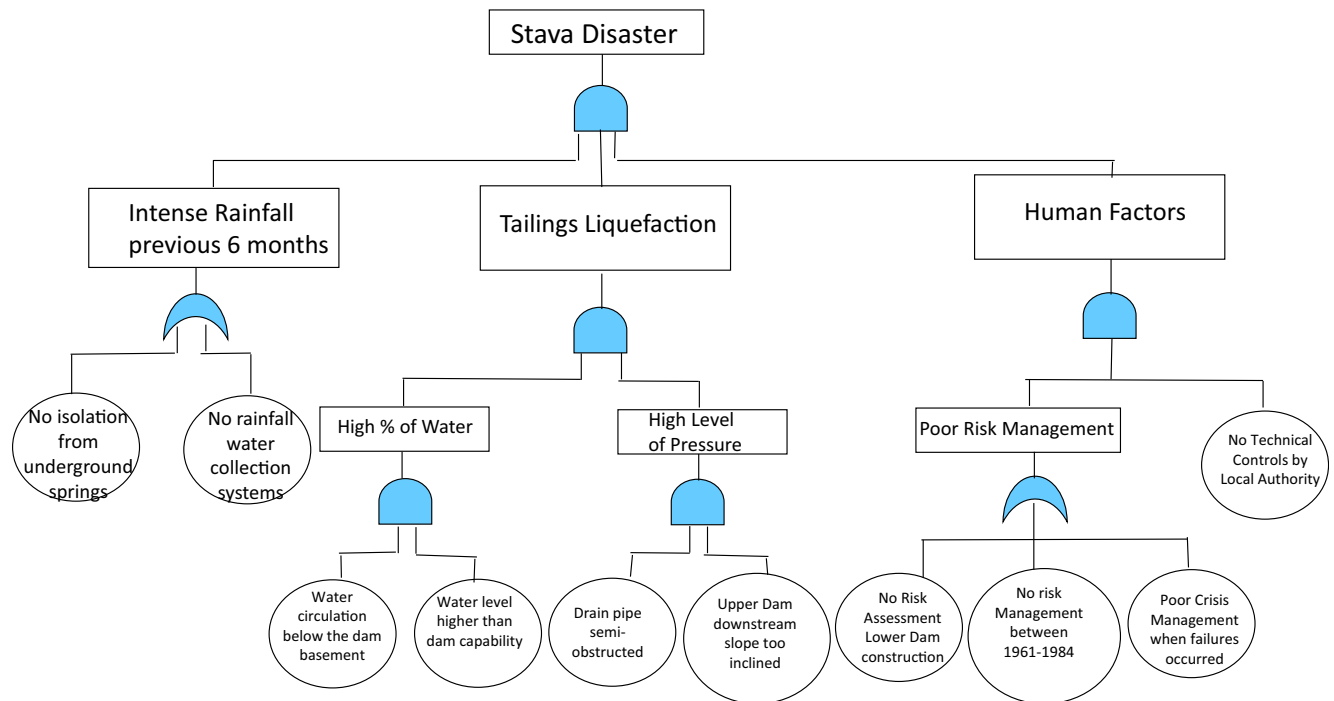 Stava Disaster
Intense Rainfall
previous 6 months
Tailings Liquefaction
Human Factors
No isolation
from
underground
springs
No rainfall
water
collection
systems
High % of Water
High Level
of Pressure
Poor Risk Management
No Technical
Controls by
Local Authority
Water
circulation
below the dam
basement
Water level
higher than
dam capability
Drain pipe
semi-
obstructed
Upper Dam
downstream
slope too
inclined
No Risk
Assessment
Lower Dam
construction
No risk
Management
between
1961-1984
Poor Crisis
Management
when failures
occurred